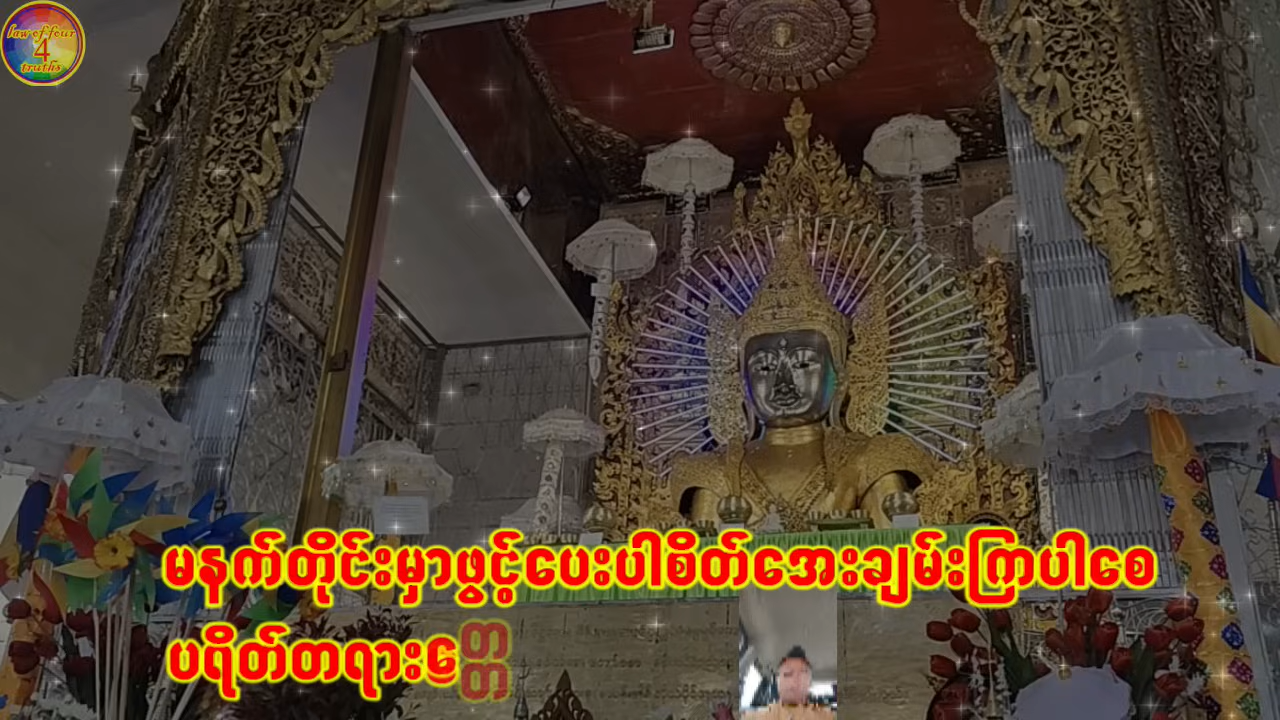 law of four
4
truths
မနက်တိုင်းမှာဖွင့်ပေးပါစိတ်အေးချမ်းကြပါစေ
ပရိတ်တရား